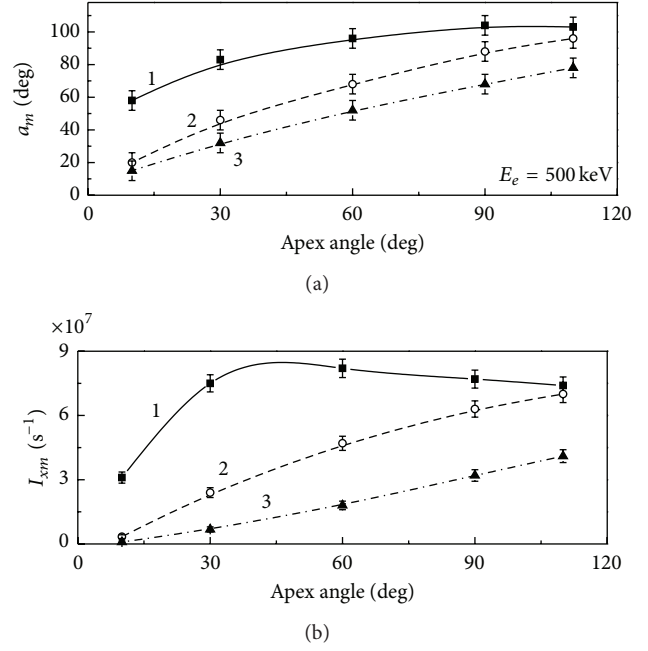 100
80
60
40
20
0
a_m (deg)
1
2
3
E_e = 500 keV
0 30 60 90 120
Apex angle (deg)
(a)
×10^7
9
6
3
0
I_{xm} (s^{−1})
1
2
3
0 30 60 90 120
Apex angle (deg)
(b)